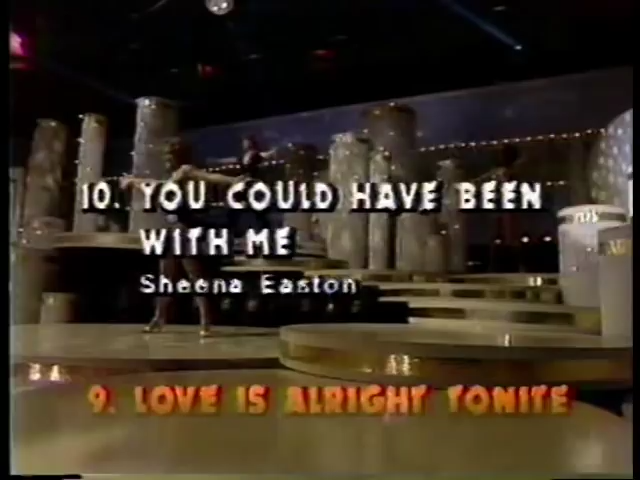 10. YOU COULD HAVE BEEN
WITH ME
Sheena Easton
9. LOVE IS ALRIGHT TONITE